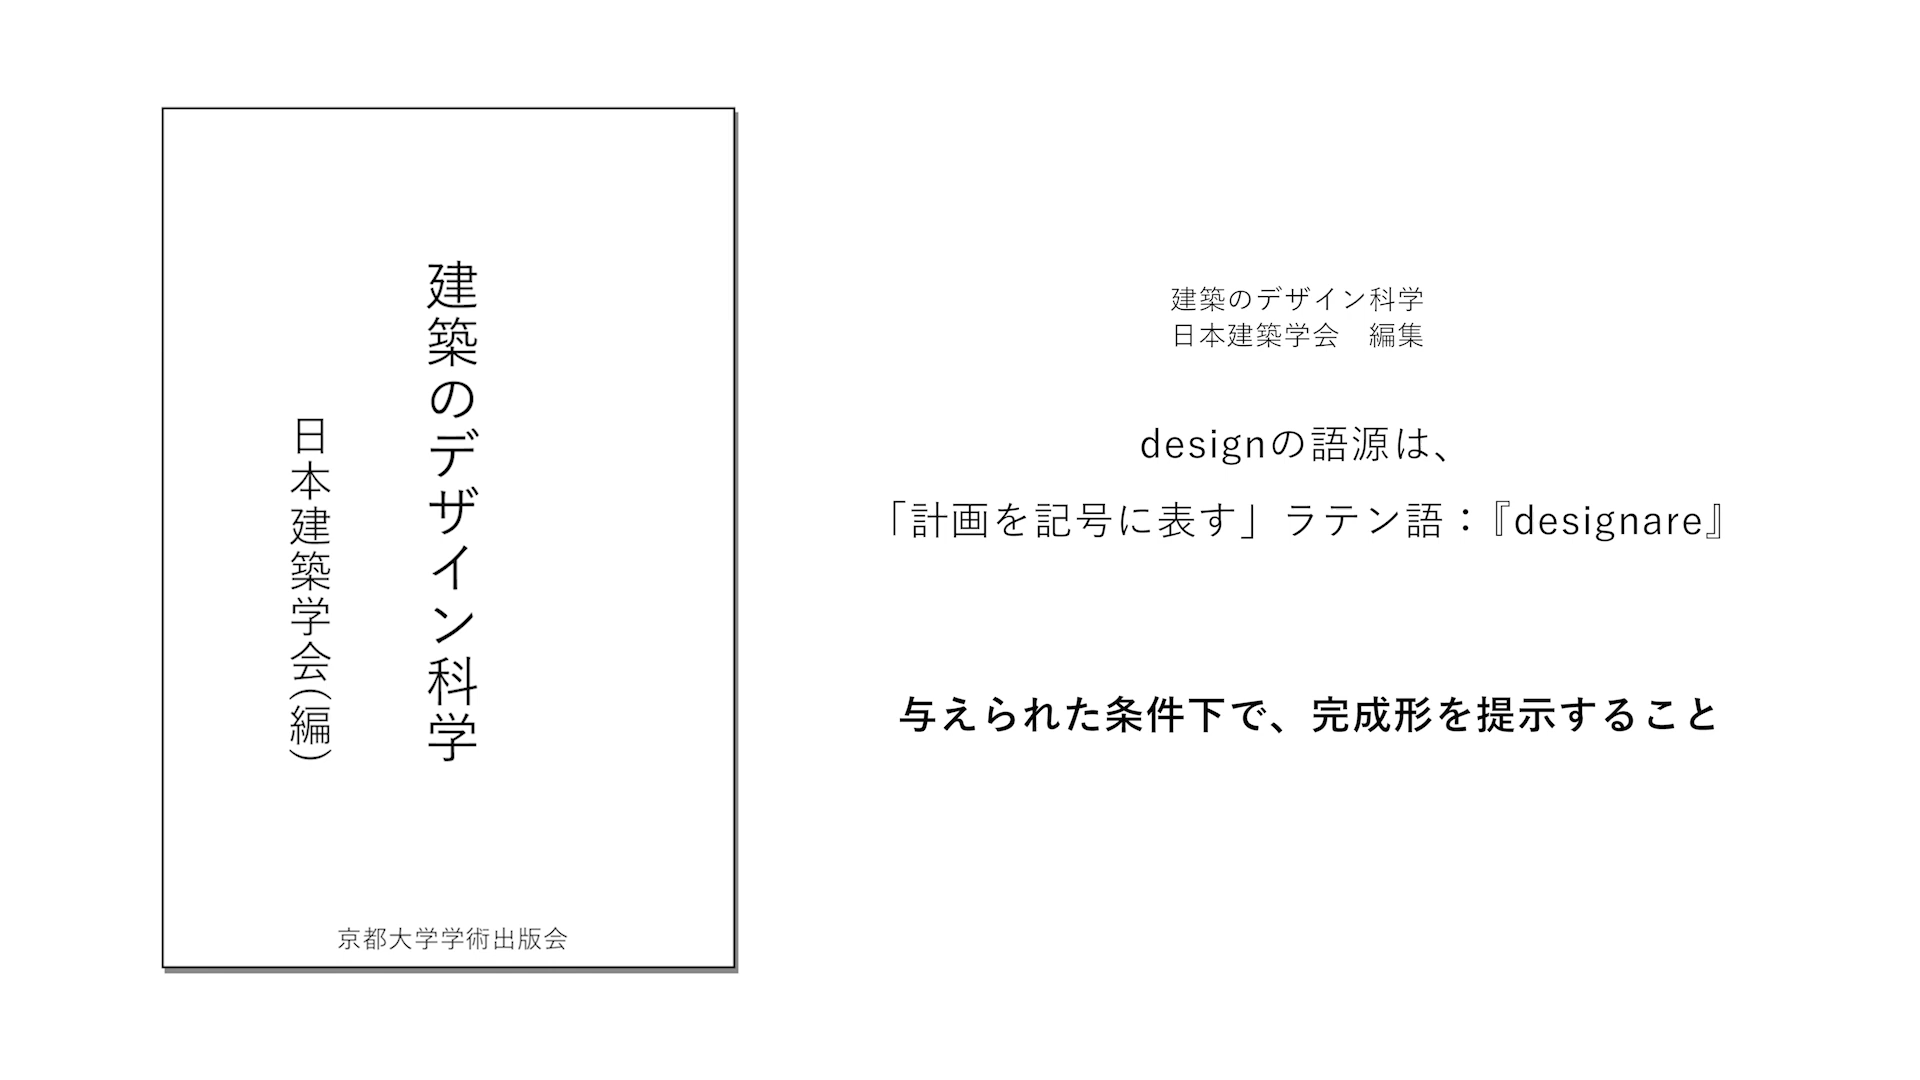 建築のデザイン科学
日本建築学会(編)
京都大学学術出版会
建築のデザイン科学
日本建築学会　編集
designの語源は、
「計画を記号に表す」ラテン語：『designare』
与えられた条件下で、完成形を提示すること